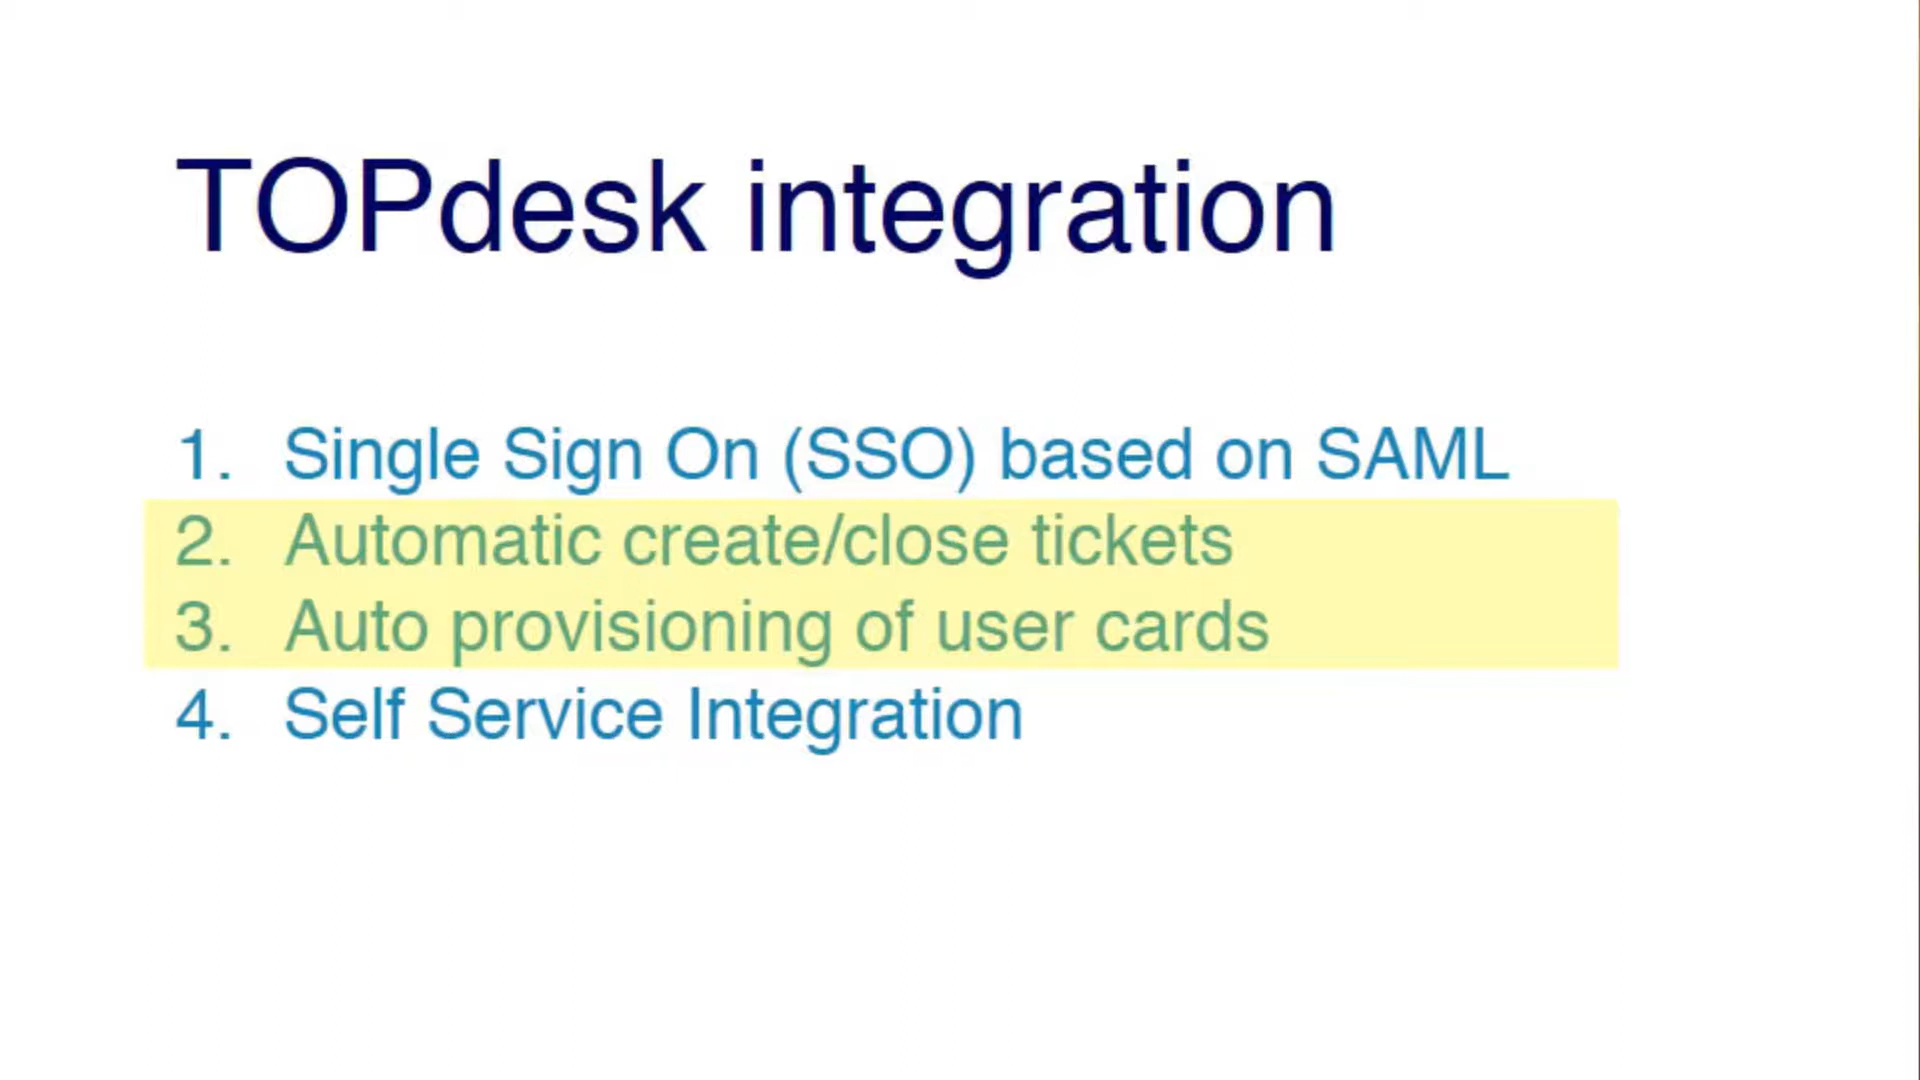 TOPdesk integration
1. Single Sign On (SSO) based on SAML
2. Automatic create/close tickets
3. Auto provisioning of user cards
4. Self Service Integration